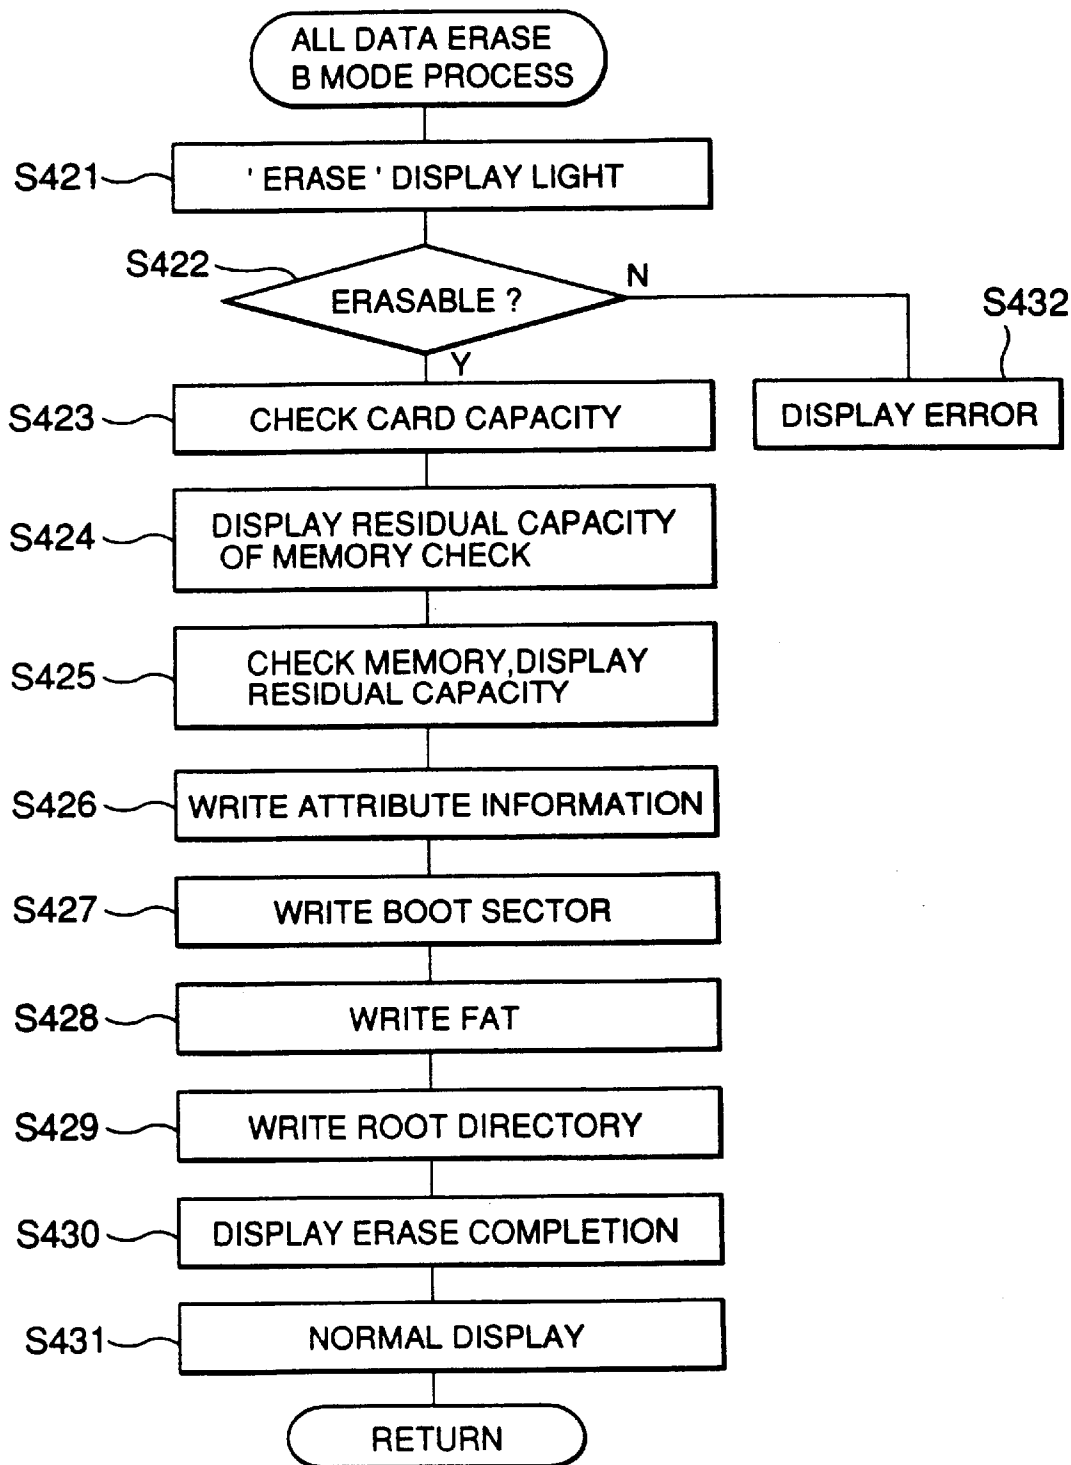 ALL DATA ERASE
B MODE PROCESS
S421
' ERASE ' DISPLAY LIGHT
S422
ERASABLE ?
N
Y
S432
DISPLAY ERROR
S423
CHECK CARD CAPACITY
S424
DISPLAY RESIDUAL CAPACITY
OF MEMORY CHECK
S425
CHECK MEMORY,DISPLAY
RESIDUAL CAPACITY
S426
WRITE ATTRIBUTE INFORMATION
S427
WRITE BOOT SECTOR
S428
WRITE FAT
S429
WRITE ROOT DIRECTORY
S430
DISPLAY ERASE COMPLETION
S431
NORMAL DISPLAY
RETURN